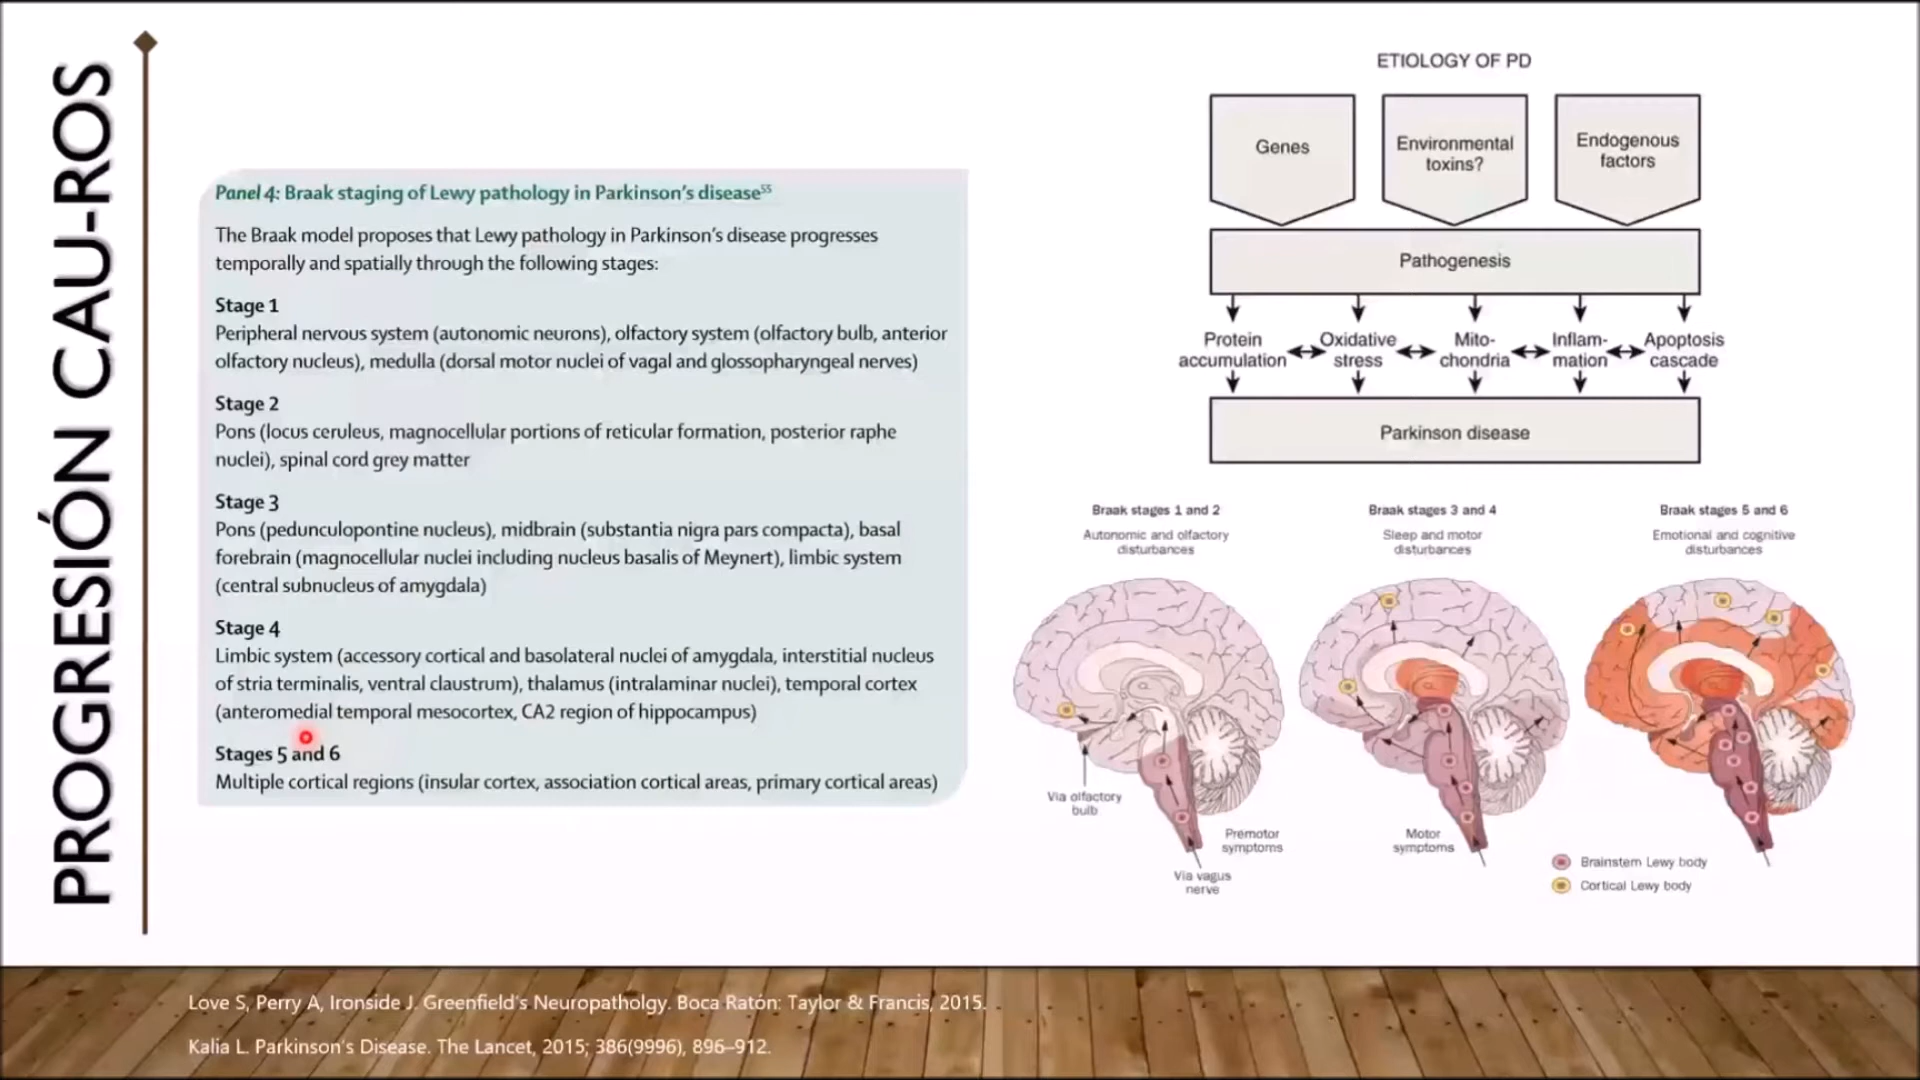 PROGRESIÓN CAU-ROS
Panel 4: Braak staging of Lewy pathology in Parkinson's disease55
The Braak model proposes that Lewy pathology in Parkinson's disease progresses
temporally and spatially through the following stages:
Stage 1
Peripheral nervous system (autonomic neurons), olfactory system (olfactory bulb, anterior
olfactory nucleus), medulla (dorsal motor nuclei of vagal and glossopharyngeal nerves)
Stage 2
Pons (locus ceruleus, magnocellular portions of reticular formation, posterior raphe
nuclei), spinal cord grey matter
Stage 3
Pons (pedunculopontine nucleus), midbrain (substantia nigra pars compacta), basal
forebrain (magnocellular nuclei including nucleus basalis of Meynert), limbic system
(central subnucleus of amygdala)
Stage 4
Limbic system (accessory cortical and basolateral nuclei of amygdala, interstitial nucleus
of stria terminalis, ventral claustrum), thalamus (intralaminar nuclei), temporal cortex
(anteromedial temporal mesocortex, CA2 region of hippocampus)
Stages 5 and 6
Multiple cortical regions (insular cortex, association cortical areas, primary cortical areas)
ETIOLOGY OF PD
Genes
Environmental
toxins?
Endogenous
factors
Pathogenesis
Protein
accumulation
Oxidative
stress
Mito-
chondria
Inflam-
mation
Apoptosis
cascade
Parkinson disease
Braak stages 1 and 2
Autonomic and olfactory
disturbances
Via olfactory
bulb
Premotor
symptoms
Via vagus
nerve
Braak stages 3 and 4
Sleep and motor
disturbances
Motor
symptoms
Braak stages 5 and 6
Emotional and cognitive
disturbances
Brainstem Lewy body
Cortical Lewy body
Love S, Perry A, Ironside J. Greenfield's Neuropatholgy. Boca Ratón: Taylor & Francis, 2015.
Kalia L. Parkinson's Disease. The Lancet, 2015; 386(9996), 896–912.